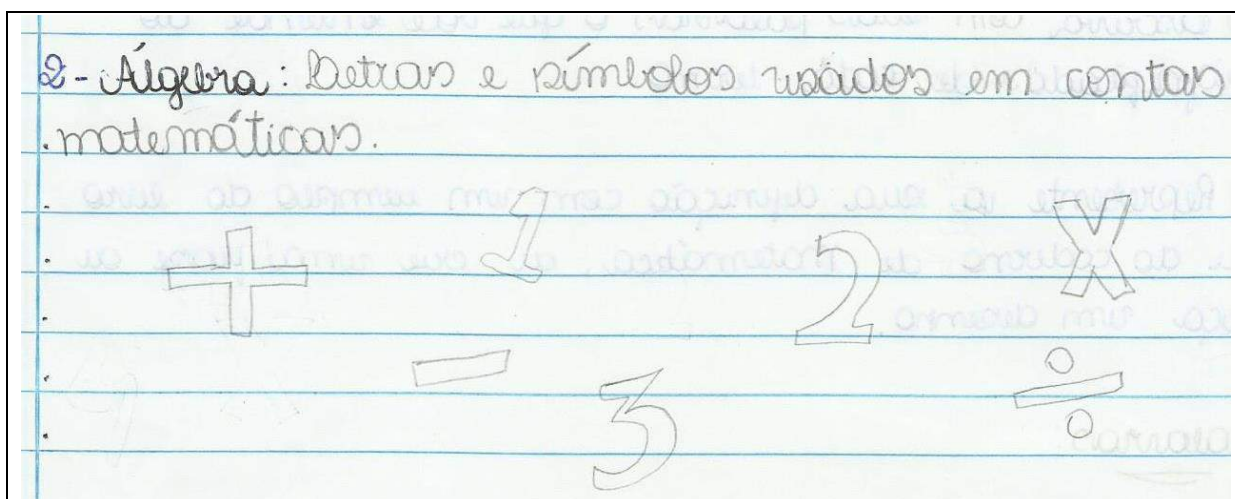 2- Álgebra: Letras e símbolos usados em contas
matemáticas.
+ 1 2 X
- 3 ÷